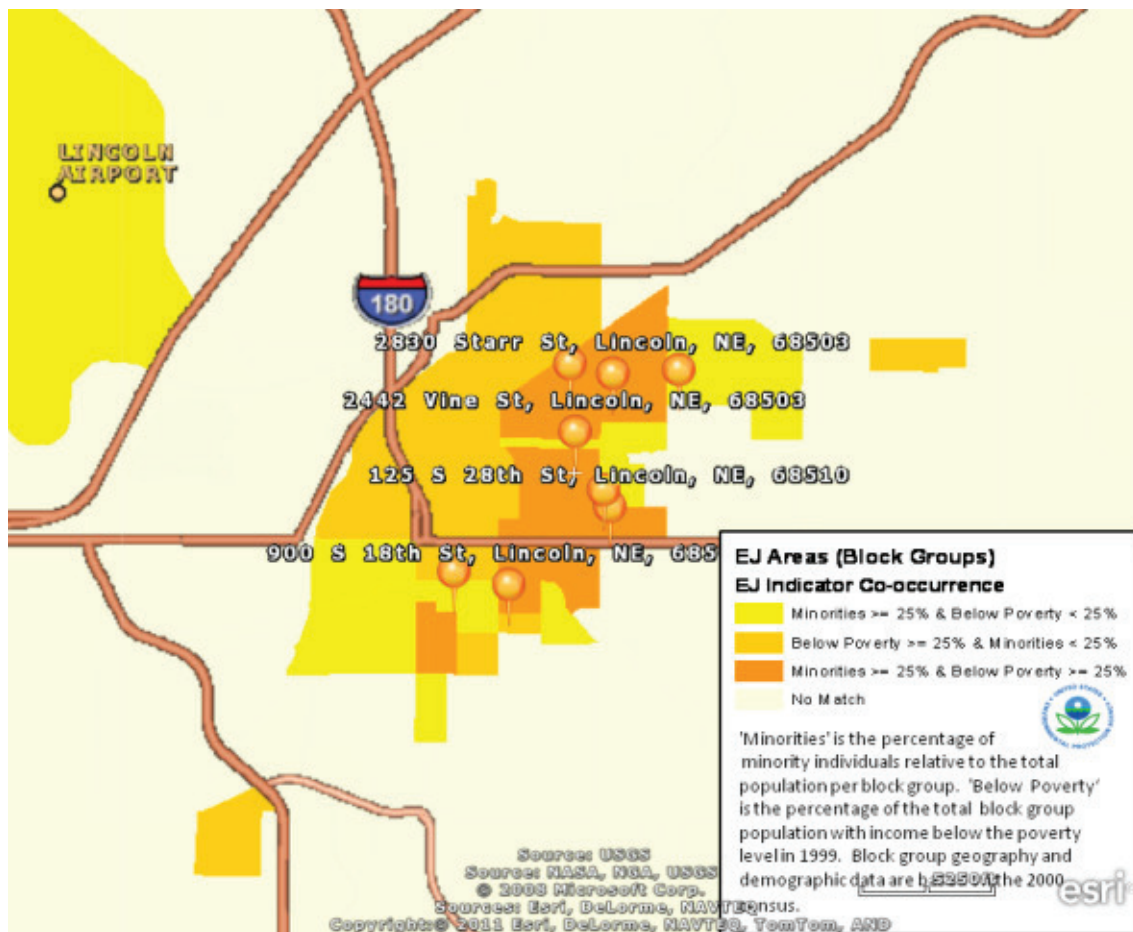 LINCOLN
AIRPORT
180
2830 Starr St, Lincoln, NE, 68503
2442 Vine St, Lincoln, NE, 68503
125 S 28th St, Lincoln, NE, 68510
900 S 18th St, Lincoln, NE, 685
EJ Areas (Block Groups)
EJ Indicator Co-occurrence
Minorities >= 25% & Below Poverty < 25%
Below Poverty >= 25% & Minorities < 25%
Minorities >= 25% & Below Poverty >= 25%
No Match
UNITED STATES
'Minorities' is the percentage of
minority individuals relative to the total
population per block group. 'Below Poverty'
is the percentage of the total block group
population with income below the poverty
level in 1999. Block group geography and
demographic data are the 2000
census.
esri
Source: USGS
Source: NASA, NGA, USGS
© 2008 Microsoft Corp.
Sources: Esri, DeLorme, NAVTEQ
Copyright:© 2011 Esri, DeLorme, NAVTEQ, TomTom, AND